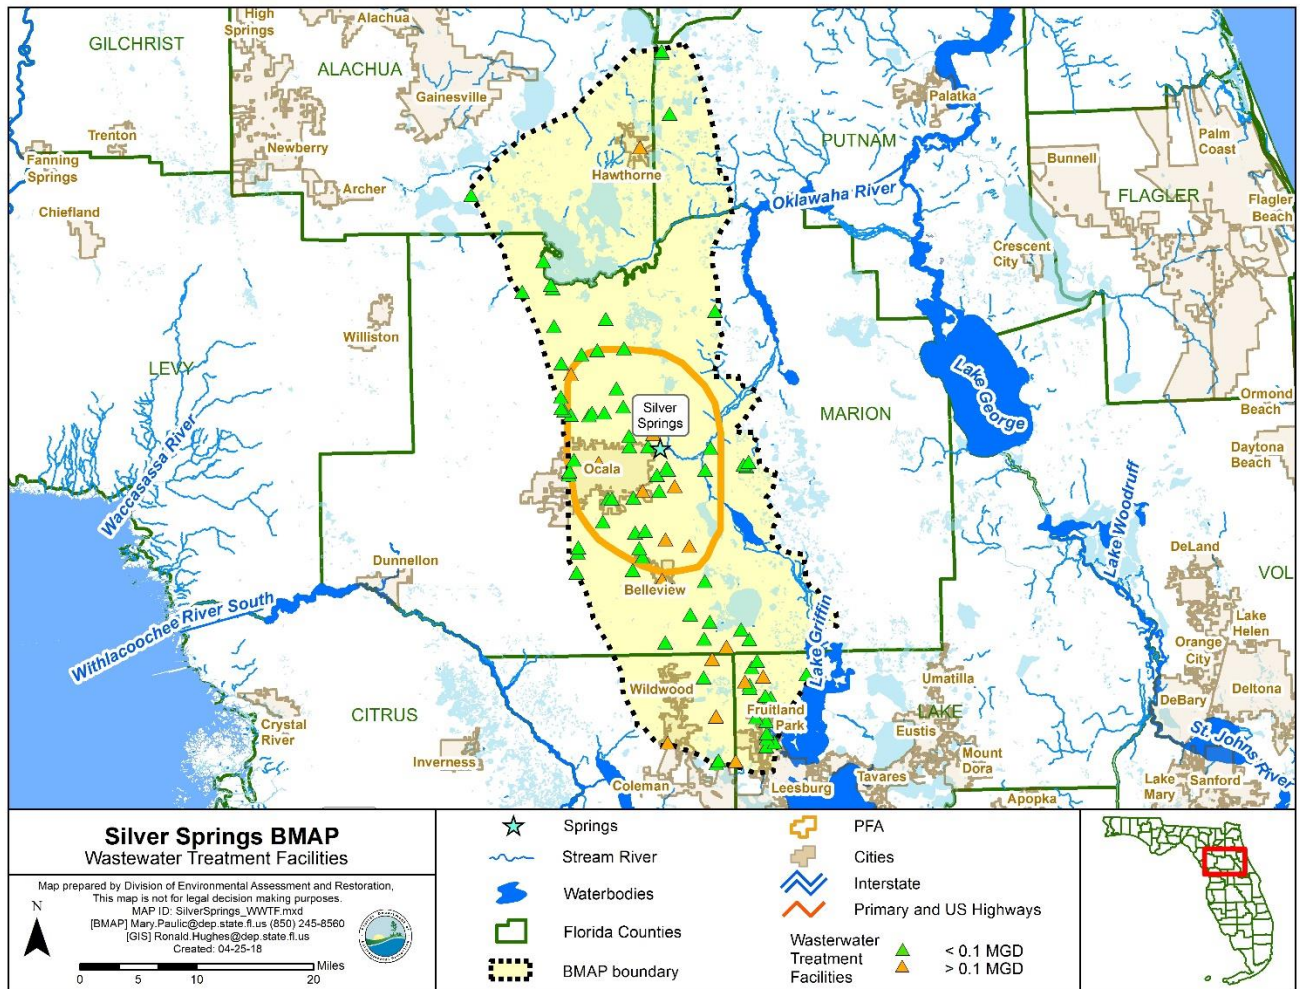 High
Springs
Alachua
GILCHRIST
ALACHUA
Gainesville
Palatka
PUTNAM
Trenton
Newberry
Fanning
Springs
Hawthorne
Bunnell
Palm
Coast
Archer
Oklawaha River
FLAGLER
Flagler
Beach
Chiefland
Crescent
City
Williston
LEVY
Lake George
Ormond
Beach
Silver
Springs
MARION
Daytona
Beach
Waccasassa River
Ocala
Lake Woodruff
Dunnellon
DeLand
Belleview
VOL
Withlacoochee River South
Lake
Helen
Orange
City
Lake Griffin
Wildwood
Umatilla
DeBary
Deltona
Crystal
River
CITRUS
Fruitland
Park
LAKE
Eustis
St. Johns River
Inverness
Mount
Dora
Coleman
Leesburg
Tavares
Lake
Mary
Sanford
Apopka
Silver Springs BMAP
Wastewater Treatment Facilities
Map prepared by Division of Environmental Assessment and Restoration,
This map is not for legal decision making purposes.
MAP ID: SilverSprings_WWTF.mxd
[BMAP] Mary.Paulic@dep.state.fl.us (850) 245-8560
[GIS] Ronald.Hughes@dep.state.fl.us
Created: 04-25-18
N
Miles
0 5 10 20
Springs
Stream River
Waterbodies
Florida Counties
BMAP boundary
PFA
Cities
Interstate
Primary and US Highways
Wasterwater
Treatment
Facilities
< 0.1 MGD
> 0.1 MGD